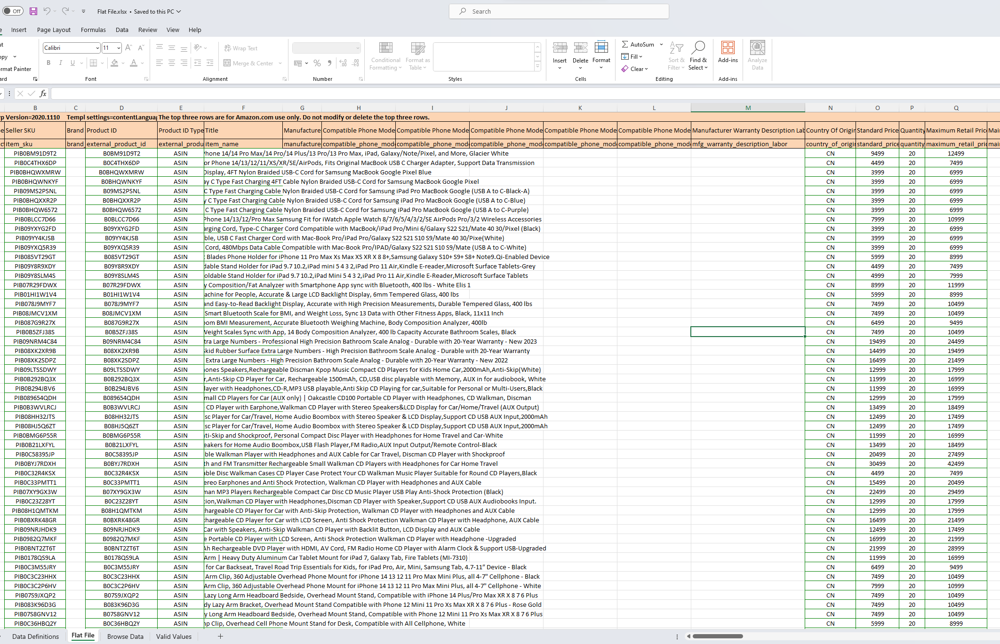 Off Flat File.xlsx • Saved to this PC Search
Insert Page Layout Formulas Data Review View Help
Calibri 11 Wrap Text Conditional Formatting Format as Table Insert Delete Format AutoSum Fill Clear Sort & Filter Find & Select Add-ins Analyze Data
Format Painter Merge & Center
Font Alignment Number Styles Cells Editing Add-ins
fx
B C D E F G H I J K L M N O P Q
Version=2020.1110 Templ settings=contentLangua The top three rows are for Amazon.com use only. Do not modify or delete the top three rows.
Seller SKU Brand Product ID Product ID Type Title Manufacture Compatible Phone Mode Compatible Phone Mode Compatible Phone Mode Compatible Phone Mode Compatible Phone Mode Manufacturer Warranty Description Lab Country Of Origin Standard Price Quantity Maximum Retail Price Main
item_sku brand_ external_product_id external_produ item_name manufacture compatible_phone_mode compatible_phone_mode compatible_phone_mode compatible_phone_mode compatible_phone_mode mfg_warranty_description_labor country_of_origin standard_price quantity maximum_retail_pric main
PIB0BM91D9T2 B0BM91D9T2 ASIN Phone 14/14 Pro Max/14 Pro/14 Plus/13 Pro/13 Pro Max, iPad, Galaxy/Note/Pixel, and More, Glacier White CN 9499 20 12499
PIB0C4THX6DP B0C4THX6DP ASIN or Phone 14/13/12/11/XS/XR/SE/AirPods, Fits Original MacBook USB C Charger Adapter, Support Data Transmission CN 4499 20 7499
PIB0BHQWXMRW B0BHQWXMRW ASIN Display, 4FT Nylon Braided USB-C Cord for Samsung MacBook Google Pixel Blue CN 3999 20 6999
PIB0BHQWNKYF B0BHQWNKYF ASIN ay C Type Fast Charging 4FT Cable Nylon Braided USB-C Cord for Samsung MacBook Google Pixel CN 3999 20 6999
PIB09MS2PSNL B09MS2PSNL ASIN C Type Fast Charging Cable Nylon Braided USB-C Cord for Samsung iPad Pro MacBook Google (USB A to C-Black-A) CN 3999 20 6999
PIB0BHQXXR2P B0BHQXXR2P ASIN y C Type Fast Charging Cable Nylon Braided USB-C Cord for Samsung iPad Pro MacBook Google (USB A to C-Blue) CN 3999 20 6999
PIB0BHQW6572 B0BHQW6572 ASIN C Type Fast Charging Cable Nylon Braided USB-C Cord for Samsung iPad Pro MacBook Google (USB A to C-Purple) CN 3999 20 6999
PIB0BLCC7D66 B0BLCC7D66 ASIN Phone 14/13/12/Pro Max Samsung Fit for iWatch Apple Watch 8/7/6/5/4/3/2/SE AirPods Pro/3/2 Wireless Accessories CN 7999 20 10999
PIB09YXYG2FD B09YXYG2FD ASIN arging Cord, Type-C Charger Cord Compatible with MacBook/iPad Pro/Mini 6/Galaxy S22 S21/Mate 40 30/Pixel (Black) CN 3999 20 6999
PIB09YY4KJSB B09YY4KJSB ASIN ble, USB C Fast Charger Cord with Mac-Book Pro/iPad Pro/Galaxy S22 S21 S10 S9/Mate 40 30/Pixe(White) CN 3999 20 6999
PIB09YXQ5R39 B09YXQ5R39 ASIN Cord, 480Mbps Data Cable Compatible with Mac-Book Pro/IPAD/Galaxy S22 S21 S10 S9/Mate (USB A to C-White) CN 3999 20 6999
PIB085VT29GT B085VT29GT ASIN t Blades Phone Holder for iPhone 11 Pro Max Xs Max XS XR X 8 8+,Samsung Galaxy S10+ S9+ S8+ Note9.Qi-Enabled Device CN 5999 20 8999
PIB09Y8R9XDY B09Y8R9XDY ASIN dable Stand Holder for iPad 9.7 10.2,iPad mini 5 4 3 2,iPad Pro 11 Air,Kindle E-reader,Microsoft Surface Tablets-Grey CN 4499 20 7499
PIB09Y8SLM4S B09Y8SLM4S ASIN oldable Stand Holder for iPad 9.7 10.2,iPad Mini 5 4 3 2,iPad Pro 11 Air,Kindle E-Reader,Microsoft Surface Tablets CN 4999 20 7999
PIB07R29FDWX B07R29FDWX ASIN y Composition/Fat Analyzer with Smartphone App sync with Bluetooth, 400 lbs - White Elis 1 CN 8999 20 11999
PIB01HI1W1V4 B01HI1W1V4 ASIN achine for People, Accurate & Large LCD Backlight Display, 6mm Tempered Glass, 400 lbs CN 5999 20 8999
PIB078J9MYF7 B078J9MYF7 ASIN and Easy-to-Read Backlight Display, Accurate with High Precision Measurements, Durable Tempered Glass, 400 lbs CN 7499 20 10499
PIB08JMCV1XM B08JMCV1XM ASIN Smart Bluetooth Scale for BMI, and Weight Loss, Sync 13 Data with Other Fitness Apps, Black, 11x11 Inch CN 7499 20 10499
PIB087G9R27X B087G9R27X ASIN oom BMI Measurement, Accurate Bluetooth Weighing Machine, Body Composition Analyzer, 400lb CN 6499 20 9499
PIB0B5ZFJ38S B0B5ZFJ38S ASIN Weight Scales Sync with App, 14 Body Composition Analyzer, 400 lb Capacity Accurate Bathroom Scales, Black CN 7499 20 10499
PIB09NRM4C84 B09NRM4C84 ASIN tra Large Numbers - Professional High Precision Bathroom Scale Analog - Durable with 20-Year Warranty - New 2023 CN 19499 20 24499
PIB08XK2XR9B B08XK2XR9B ASIN skid Rubber Surface Extra Large Numbers - High Precision Bathroom Scale Analog - Durable with 20-Year Warranty CN 14499 20 19499
PIB08XK2SDPZ B08XK2SDPZ ASIN Extra Large Numbers - High Precision Bathroom Scale Analog - Durable with 20-Year Warranty - New 2022 CN 16499 20 21499
PIB09LTSSDWY B09LTSSDWY ASIN ones Speakers,Rechargeable Discman Kpop Music Compact CD Players for Kids Home Car,2000mAh,Anti-Skip(White) CN 12999 20 17999
PIB0B292BQ3X B0B292BQ3X ASIN r,Anti-Skip CD Player for Car, Rechargeable 1500mAh, CD,USB disc playable with Memory, AUX in for audiobook, White CN 11999 20 16999
PIB0B294JBV6 B0B294JBV6 ASIN layer with Headphones,CD-R,MP3 USB playable,Anti Skip CD Playing for car,Suitable for Personal or Multi-Users,Black CN 11999 20 16999
PIB089654QDH B089654QDH ASIN mall CD Players for Car (AUX only) | Oakcastle CD100 Portable CD Player with Headphones, CD Walkman, Discman CN 12999 20 17999
PIB0B3WVLRCJ B0B3WVLRCJ ASIN CD Player with Earphone,Walkman CD Player with Stereo Speakers&LCD Display for Car/Home/Travel (AUX Output) CN 13499 20 18499
PIB08HH32JTS B08HH32JTS ASIN sc Player for Car/Travel, Home Audio Boombox with Stereo Speaker & LCD Display,Support CD USB AUX Input,2000mAh CN 12499 20 17499
PIB08HJ5Q6ZT B08HJ5Q6ZT ASIN sc Player for Car/Travel, Home Audio Boombox with Stereo Speaker & LCD Display,Support CD USB AUX Input,2000mAh CN 12499 20 17499
PIB0BMG6P55R B0BMG6P55R ASIN ti-Skip and Shockproof, Personal Compact Disc Player with Headphones for Home Travel and Car-White CN 11999 20 16999
PIB0B21LXFYL B0B21LXFYL ASIN eakers for Home Audio Boombox,USB Flash Player,FM Radio,AUX Input Output/Remote Control-Black CN 13499 20 18499
PIB0C58395JP B0C58395JP ASIN ble Walkman Player with Headphones and AUX Cable for Car Travel, Discman CD Player with Shockproof CN 20499 20 27499
PIB0BYJ7RDXH B0BYJ7RDXH ASIN th and FM Transmitter Rechargeable Small Walkman CD Players with Headphones for Car Home Travel CN 30499 20 42499
PIB0C32R4KSX B0C32R4KSX ASIN able Disc Walkman Cases CD Player Case Protect Your CD Walkman Music Player Suitable for Round CD Players,Black CN 4499 20 7499
PIB0C33PMTT1 B0C33PMTT1 ASIN ereo Earphones and Anti Shock Protection, Walkman CD Player with Headphones and AUX Cable CN 15499 20 20499
PIB07XY9GX3W B07XY9GX3W ASIN man MP3 Players Rechargeable Compact Car Disc CD Music Player USB Play Anti-Shock Protection (Black) CN 22499 20 29499
PIB0C23Z28YT B0C23Z28YT ASIN tion,Walkman CD Player with Headphones,Discman CD Player with Speaker,Support CD USB AUX Audiobooks Input. CN 12999 20 17999
PIB08H1QMTKM B08H1QMTKM ASIN chargeable CD Player for Car with Anti-Skip Protection, Walkman CD Player with Headphones and AUX Cable CN 12999 20 17999
PIB0BXRK48GR B0BXRK48GR ASIN chargeable CD Player for Car with LCD Screen, Anti Shock Protection Walkman CD Player with Headphone, AUX Cable CN 16499 20 21499
PIB09NRJHDK9 B09NRJHDK9 ASIN Car with Speakers, Anti-Skip Walkman CD Player with Backlit Button, LCD Display and AUX Cable CN 12499 20 17499
PIB0982Q7MKF B0982Q7MKF ASIN e Portable CD Player with LCD Screen, Anti Shock Protection Walkman CD Player with Headphone -Upgraded CN 16999 20 21999
PIB0BNT2ZT6T B0BNT2ZT6T ASIN Ah Rechargeable DVD Player with HDMI, AV Cord, FM Radio Home CD Player with Alarm Clock & Support USB-Upgraded CN 21999 20 28999
PIB0178QS9LA B0178QS9LA ASIN Arm | Heavy Duty Aluminum Car Tablet Mount for iPad 7, Galaxy Tab, Fire Tablets (MI-7310) CN 11999 20 16999
PIB0C3M55JRY B0C3M55JRY ASIN for Car Backseat, Travel Road Trip Essentials for Kids, for iPad Pro, Air, Mini, Samsung Tab, 4.7-11” Device - Black CN 6499 20 9499
PIB0C3C23HHX B0C3C23HHX ASIN Arm Clip, 360 Adjustable Overhead Phone Mount for iPhone 14 13 12 11 Pro Max Mini Plus, all 4-7" Cellphone - Black CN 7499 20 10499
PIB0C3C2P6HV B0C3C2P6HV ASIN Arm Clip, 360 Adjustable Overhead Phone Mount for iPhone 14 13 12 11 Pro Max Mini Plus, all 4-7" Cellphone - White CN 7999 20 10999
PIB07S9JXQP2 B07S9JXQP2 ASIN Lazy Long Arm Headboard Bedside, Overhead Mount Stand, Compatible with iPhone 14 Plus/Pro Max XR X 8 7 6 Plus CN 7499 20 10499
PIB083K96D3G B083K96D3G ASIN dy Lazy Arm Bracket, Overhead Mount Stand Compatible with Phone 12 Mini 11 Pro Xs Max XR X 8 7 6 Plus - Rose Gold CN 7499 20 10499
PIB07S8GNV12 B07S8GNV12 ASIN y Long Arm Headboard Bedside, Overhead Mount Stand, Compatible with Phone 12 Mini 11 Pro Xs Max XR X 8 7 6 Plus CN 7499 20 10499
PIB0C36HBQ2Y B0C36HBQ2Y ASIN mp Clip, Overhead Cell Phone Mount Stand for Desk, Compatible with All Cellphone, White CN 5999 20 8999
Data Definitions Flat File Browse Data Valid Values +